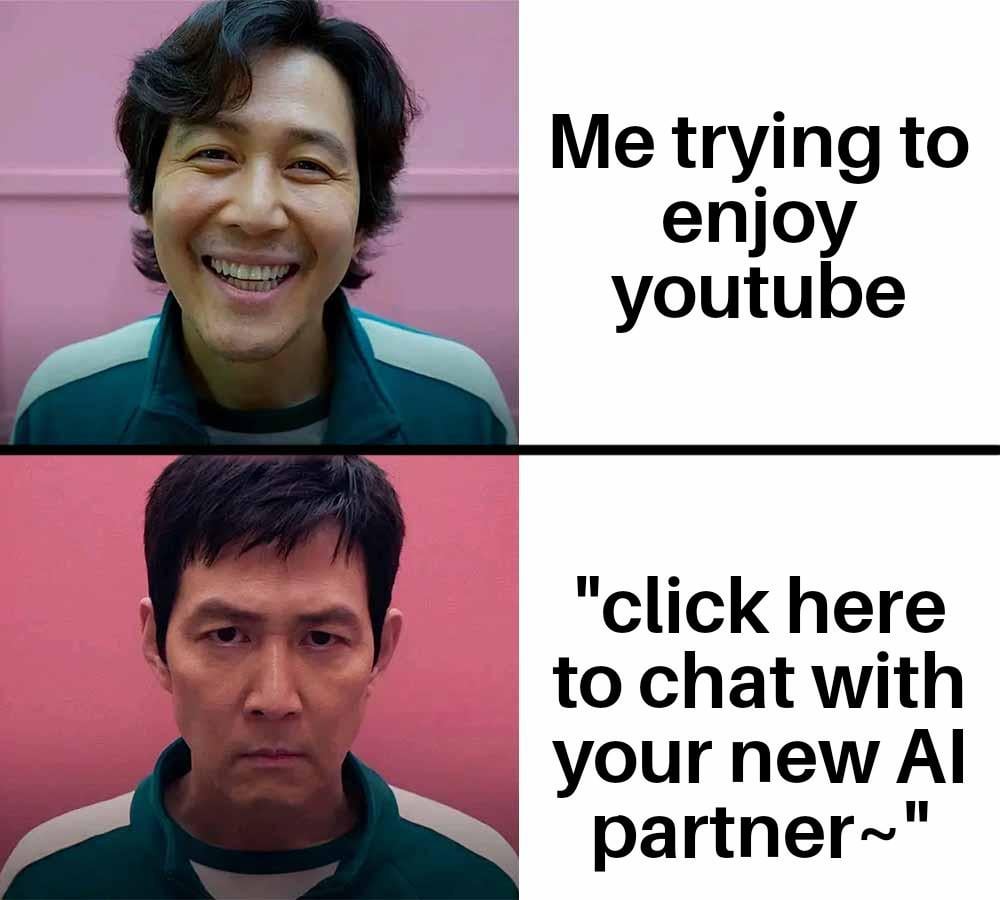 Me trying to
enjoy
youtube
"click here
to chat with
your new AI
partner~"